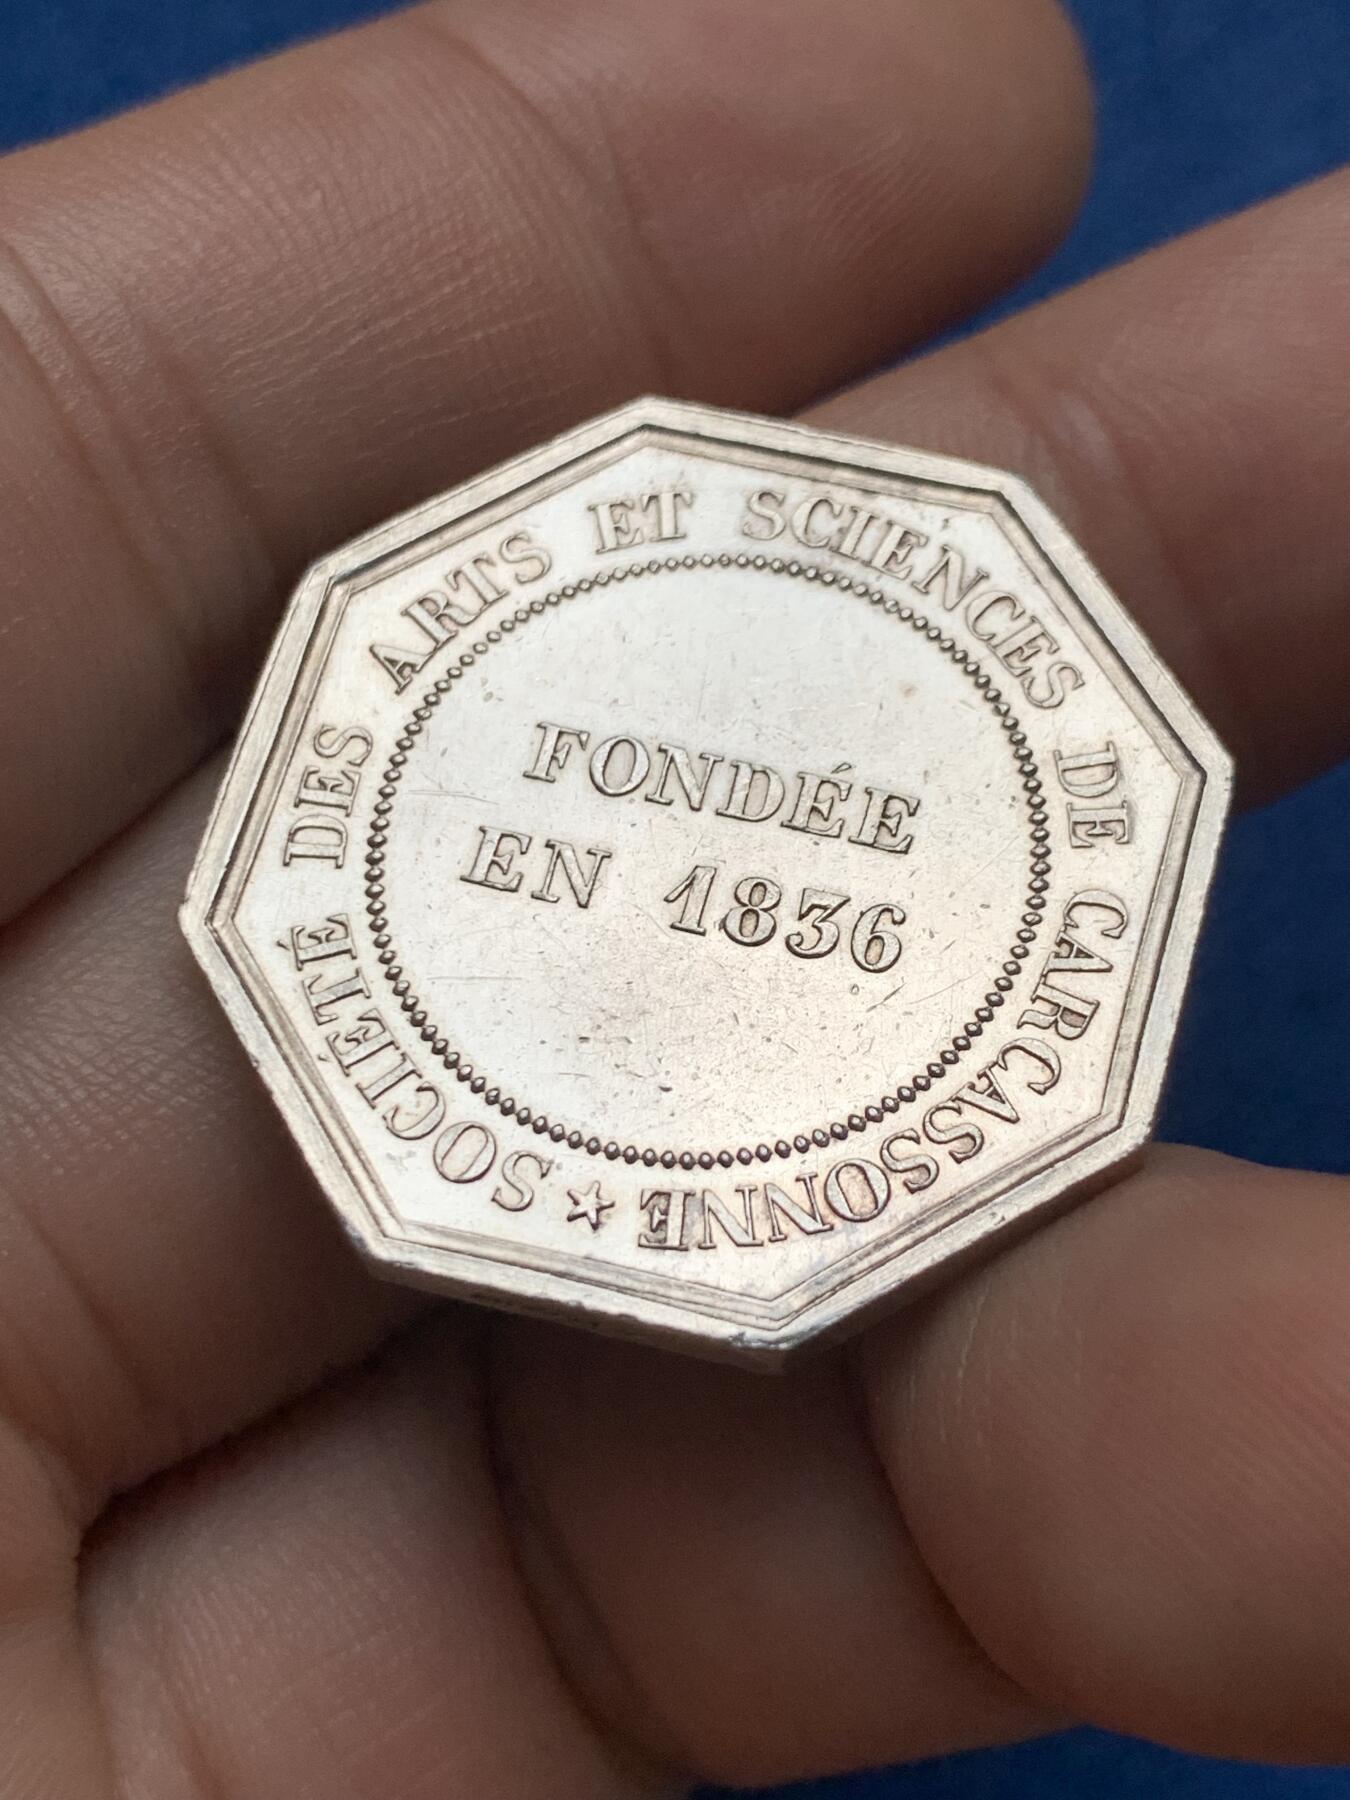 SOCIÉTÉ DES ARTS ET SCIENCES DE CARCASSONNE
FONDÉE
EN 1836